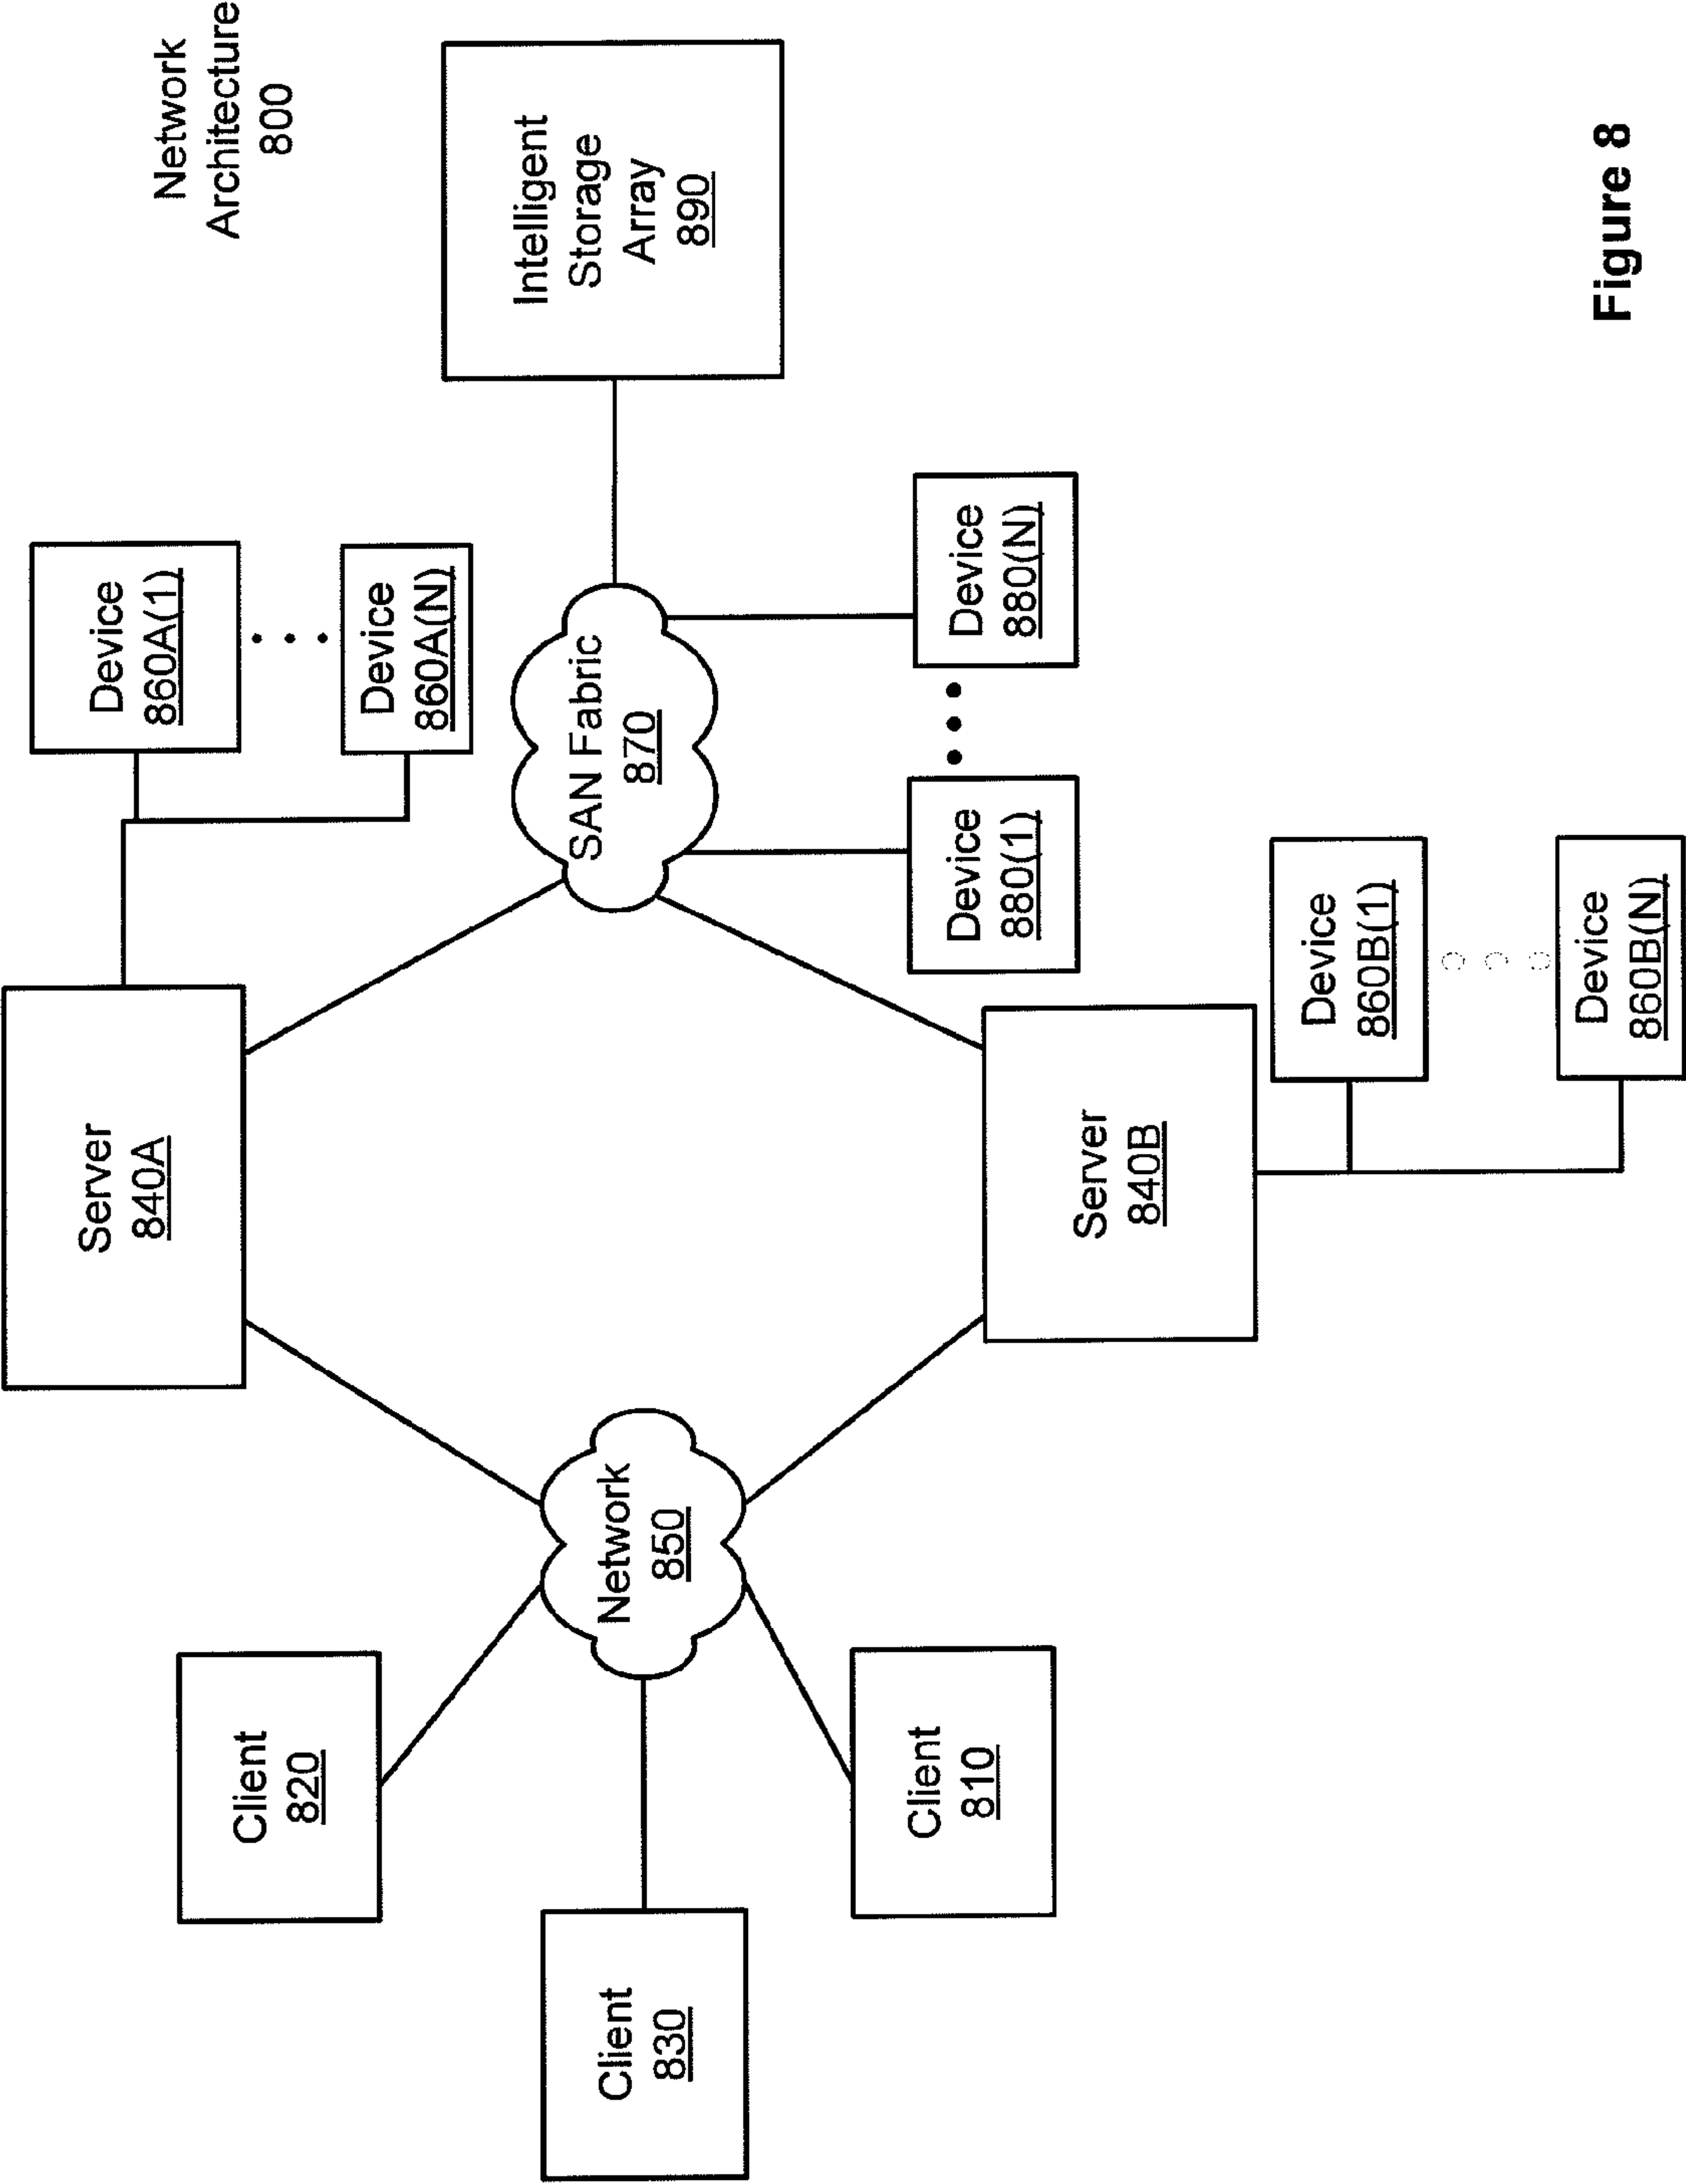 Network
Architecture
800
Device
860A(1)
Device
860A(N)
Server
840A
Client
820
Intelligent
Storage
Array
890
SAN Fabric
870
Network
850
Client
830
Device
880(1)
Device
880(N)
Client
810
Server
840B
Device
860B(1)
Device
860B(N)
Figure 8